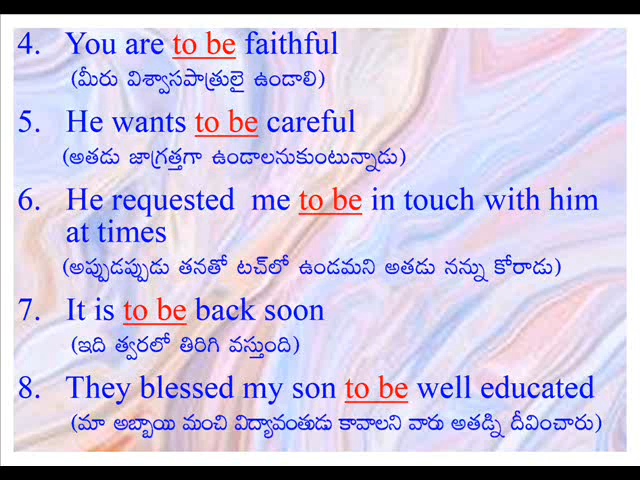 4. You are to be faithful
(మీరు విశ్వాసపాత్రులై ఉండాలి)
5. He wants to be careful
(అతడు జాగ్రత్తగా ఉండాలనుకుంటున్నాడు)
6. He requested me to be in touch with him
at times
(అప్పుడప్పుడు తనతో టచ్‌లో ఉండమని అతడు నన్ను కోరాడు)
7. It is to be back soon
(ఇది త్వరలో తిరిగి వస్తుంది)
8. They blessed my son to be well educated
(మా అబ్బాయి మంచి విద్యావంతుడు కావాలని వారు అతడ్ని దీవించారు)